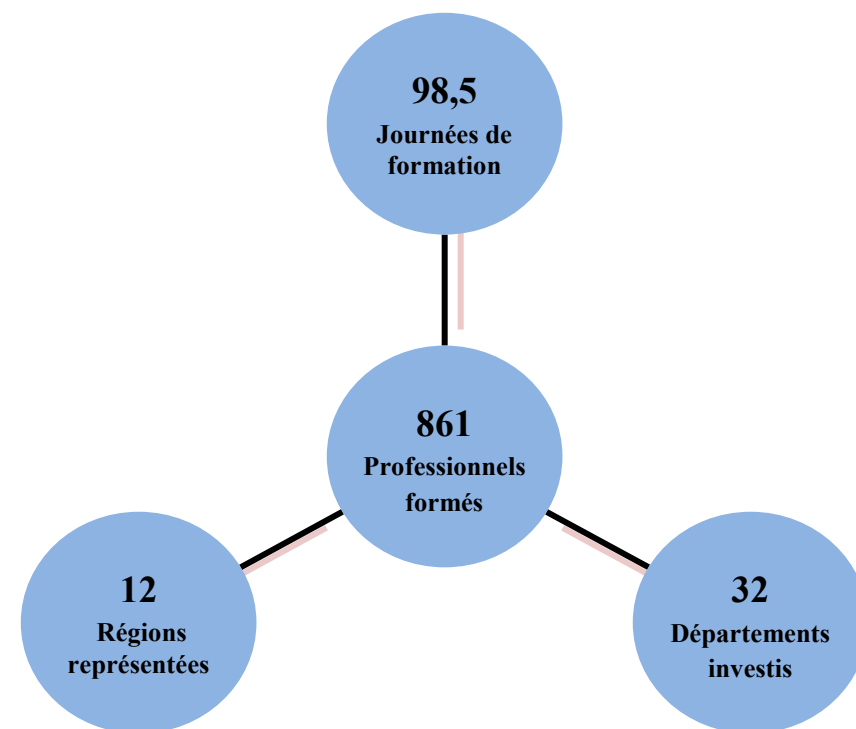 98,5
Journées de
formation
861
Professionnels
formés
12
Régions
représentées
32
Départements
investis